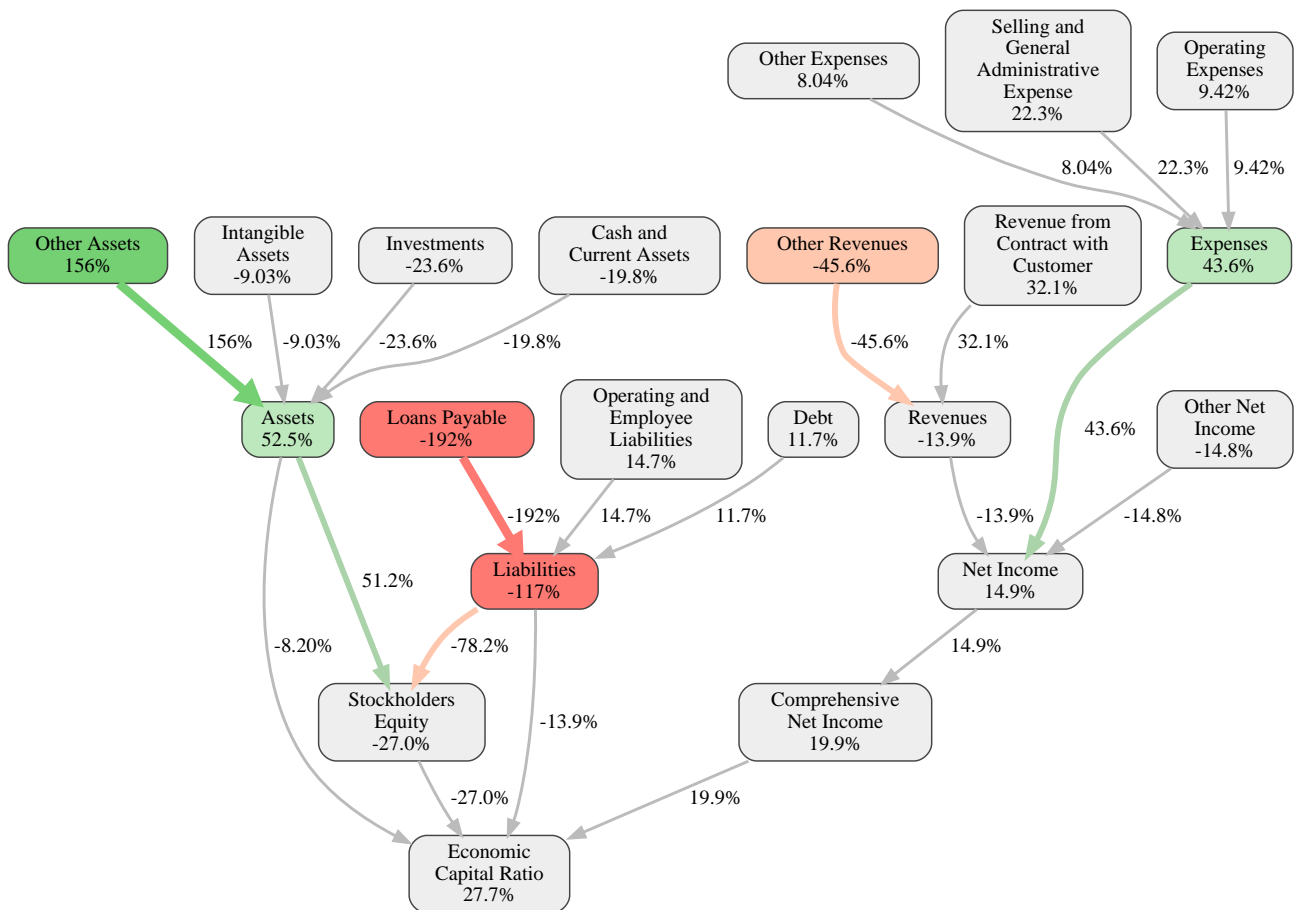 Selling and
General
Administrative
Expense
22.3%
Other Expenses
8.04%
Operating
Expenses
9.42%
8.04%
22.3%
9.42%
Other Assets
156%
Intangible
Assets
-9.03%
Investments
-23.6%
Cash and
Current Assets
-19.8%
Other Revenues
-45.6%
Revenue from
Contract with
Customer
32.1%
Expenses
43.6%
156%
-9.03%
-23.6%
-19.8%
-45.6%
32.1%
Assets
52.5%
Loans Payable
-192%
Operating and
Employee
Liabilities
14.7%
Debt
11.7%
Revenues
-13.9%
43.6%
Other Net
Income
-14.8%
-192%
14.7%
11.7%
-13.9%
-14.8%
51.2%
Liabilities
-117%
Net Income
14.9%
-8.20%
-78.2%
14.9%
Stockholders
Equity
-27.0%
-13.9%
Comprehensive
Net Income
19.9%
-27.0%
19.9%
Economic
Capital Ratio
27.7%